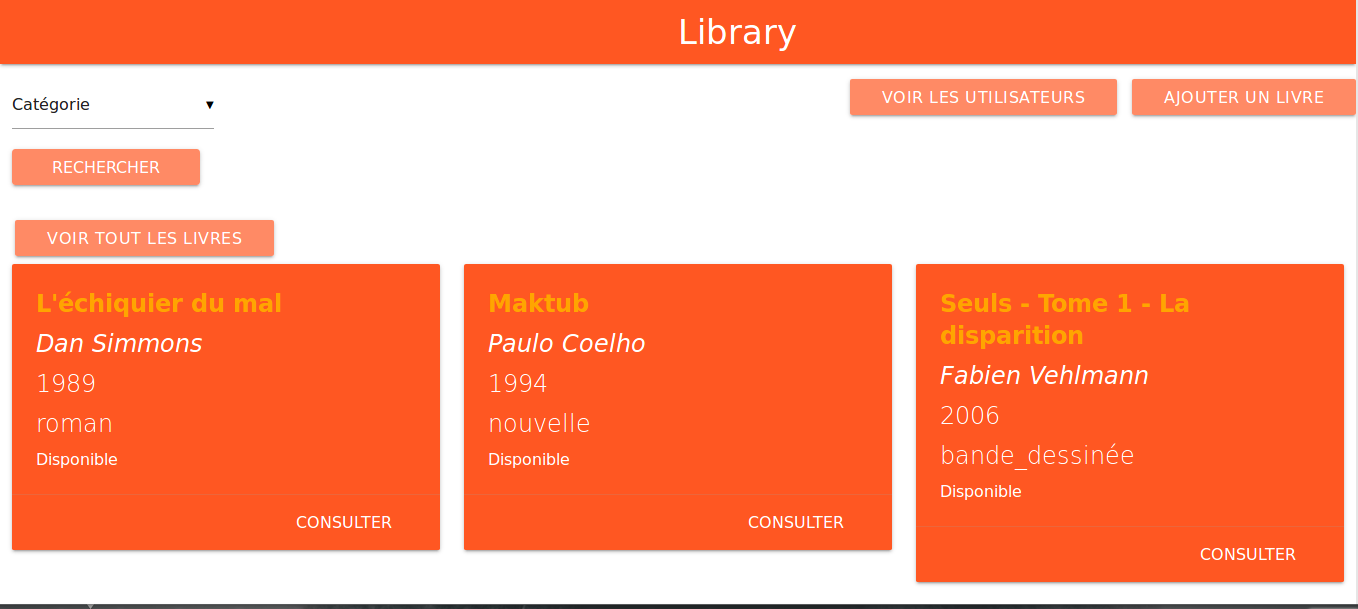 Library
Catégorie ▼
VOIR LES UTILISATEURS
AJOUTER UN LIVRE
RECHERCHER
VOIR TOUT LES LIVRES
L'échiquier du mal
Dan Simmons
1989
roman
Disponible
CONSULTER
Maktub
Paulo Coelho
1994
nouvelle
Disponible
CONSULTER
Seuls - Tome 1 - La
disparition
Fabien Vehlmann
2006
bande_dessinée
Disponible
CONSULTER